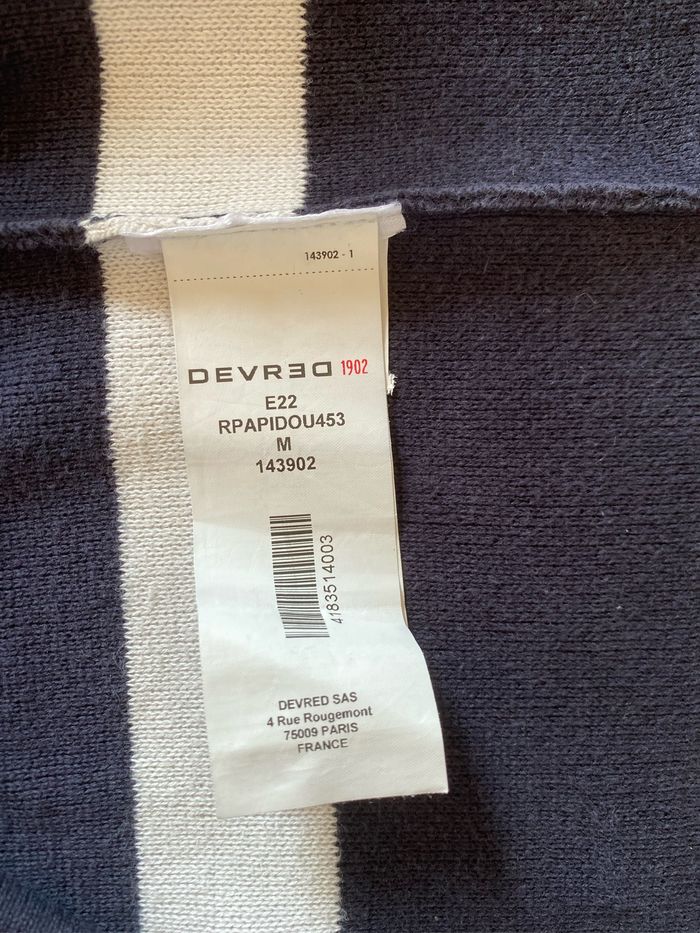 143902 - 1
DEVRED 1902
E22
RPAPIDOU453
M
143902
4183514003
DEVRED SAS
4 Rue Rougemont
75009 PARIS
FRANCE